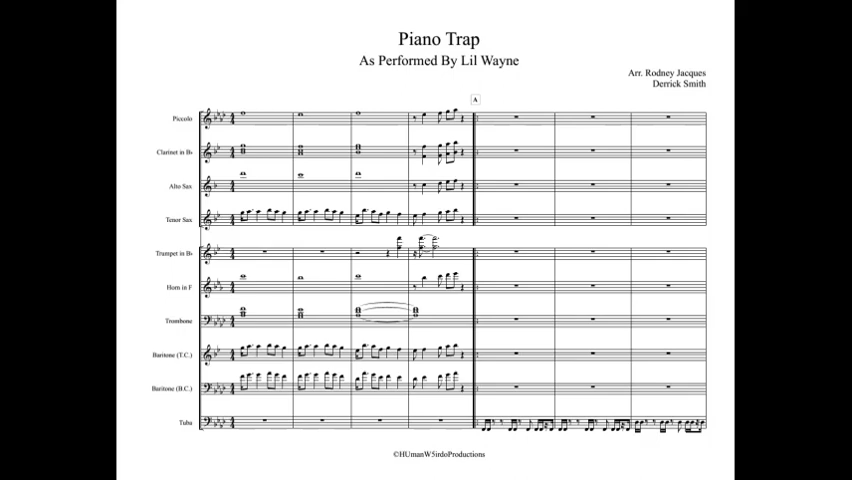 Piano Trap
As Performed By Lil Wayne
Arr. Rodney Jacques
Derrick Smith
A
Piccolo
Clarinet in B♭
Alto Sax
Tenor Sax
Trumpet in B♭
Horn in F
Trombone
Baritone (T.C.)
Baritone (B.C.)
Tuba
©HUmanW5irdoProductions